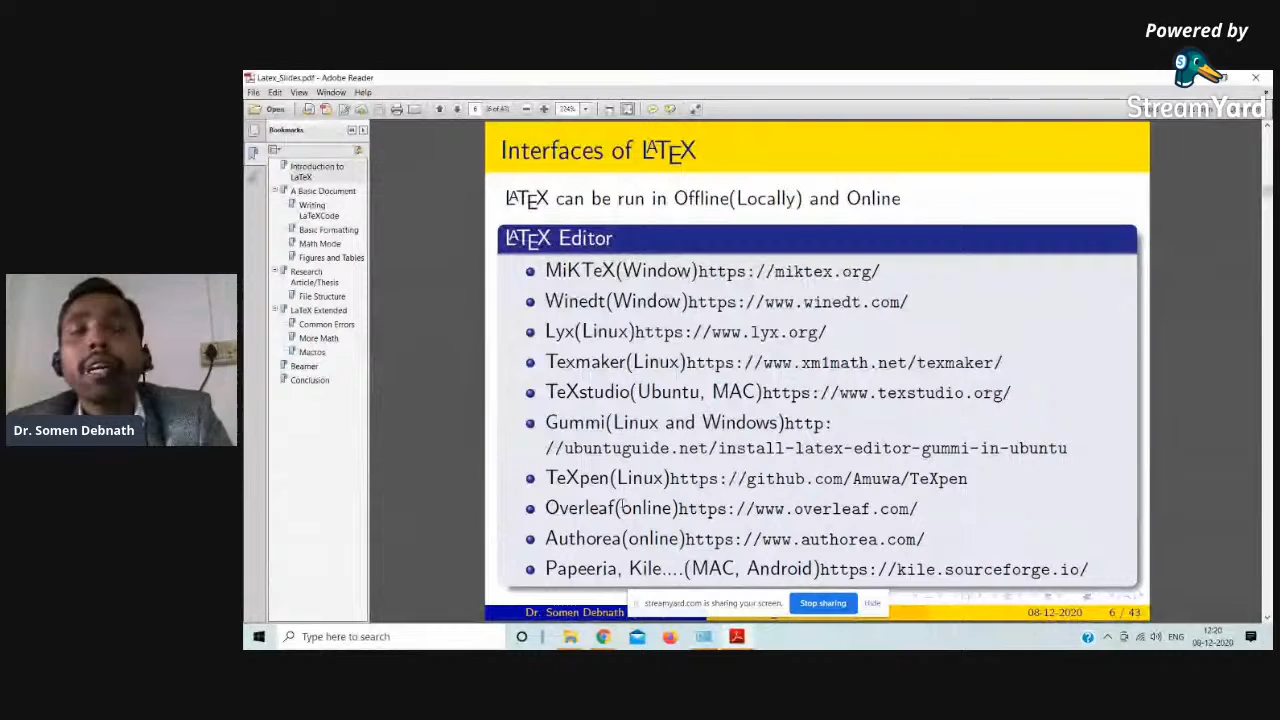 Powered by
StreamYard
Latex_Slides.pdf - Adobe Reader
File Edit View Window Help
Open 6 (6 of 43) 224%
Bookmarks
Introduction to
LaTeX
A Basic Document
Writing
LaTeXCode
Basic Formatting
Math Mode
Figures and Tables
Research
Article/Thesis
File Structure
LaTeX Extended
Common Errors
More Math
Macros
Beamer
Conclusion
Interfaces of LATEX
LATEX can be run in Offline(Locally) and Online
LATEX Editor
MiKTeX(Window)https://miktex.org/
Winedt(Window)https://www.winedt.com/
Lyx(Linux)https://www.lyx.org/
Texmaker(Linux)https://www.xm1math.net/texmaker/
TeXstudio(Ubuntu, MAC)https://www.texstudio.org/
Gummi(Linux and Windows)http:
//ubuntuguide.net/install-latex-editor-gummi-in-ubuntu
TeXpen(Linux)https://github.com/Amuwa/TeXpen
Overleaf(online)https://www.overleaf.com/
Authorea(online)https://www.authorea.com/
Papeeria, Kile....(MAC, Android)https://kile.sourceforge.io/
streamyard.com is sharing your screen. Stop sharing Hide
Dr. Somen Debnath 08-12-2020 6 / 43
Type here to search
ENG
12:20
08-12-2020
Dr. Somen Debnath